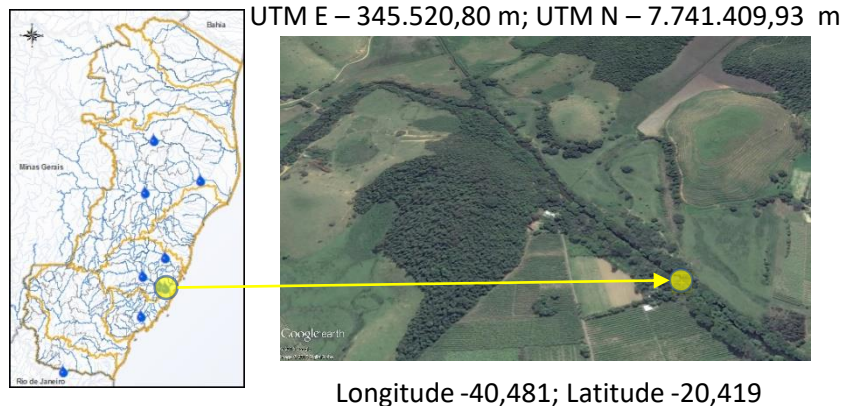 UTM E – 345.520,80 m; UTM N – 7.741.409,93 m
Bahia
Minas Gerais
Rio de Janeiro
Google earth
Longitude -40,481; Latitude -20,419